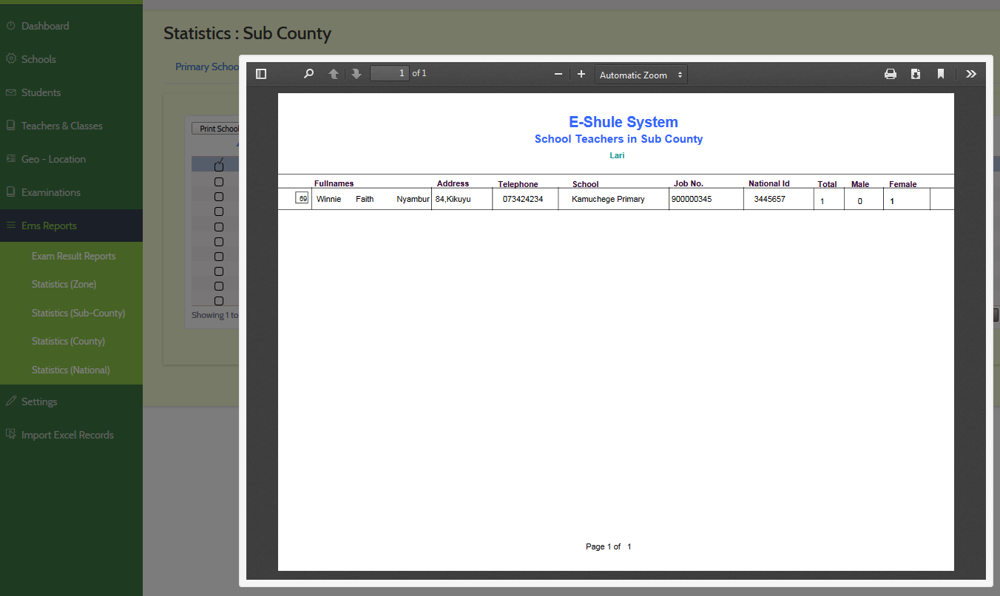 Dashboard
Schools
Students
Teachers & Classes
Geo - Location
Examinations
Ems Reports
Exam Result Reports
Statistics (Zone)
Statistics (Sub-County)
Statistics (County)
Statistics (National)
Settings
Import Excel Records
Statistics : Sub County
Primary Schoo
Print School
Showing 1 to
1 of 1
Automatic Zoom
E-Shule System
School Teachers in Sub County
Lari
Fullnames Address Telephone School Job No. National Id Total Male Female
69 Winnie Faith Nyambur 84,Kikuyu 073424234 Kamuchege Primary 900000345 3445657 1 0 1
Page 1 of 1